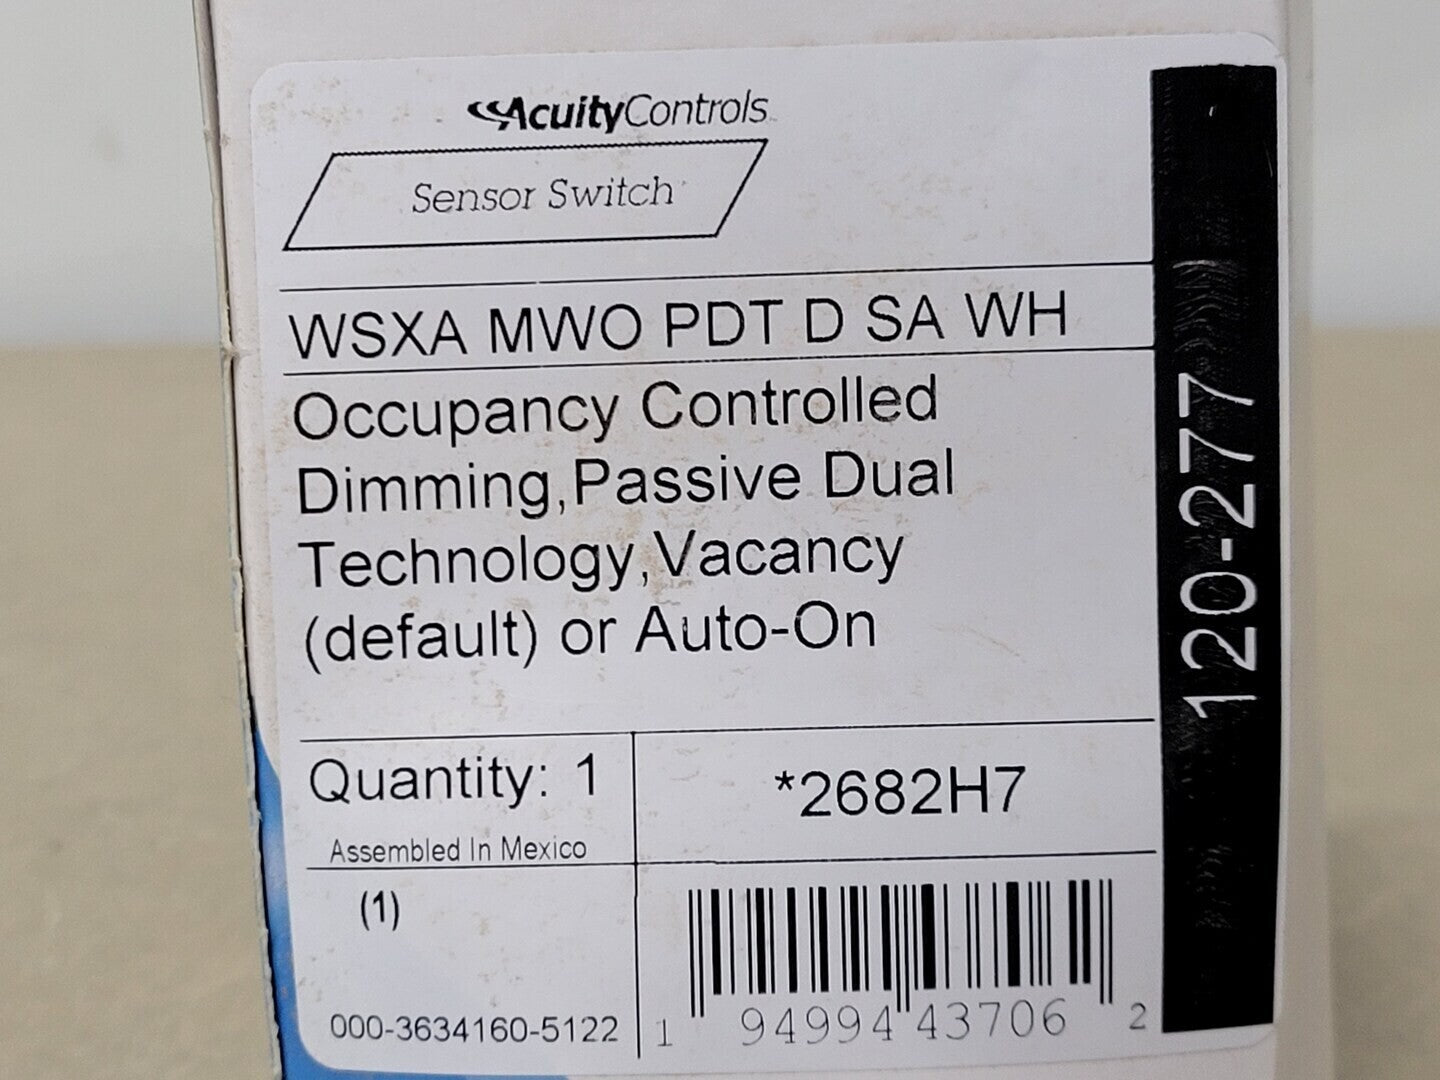 AcuityControls
Sensor Switch
WSXA MWO PDT D SA WH
Occupancy Controlled
Dimming,Passive Dual
Technology,Vacancy
(default) or Auto-On
Quantity: 1
*2682H7
Assembled In Mexico
(1)
000-3634160-5122
1 94994 43706 2
120-277